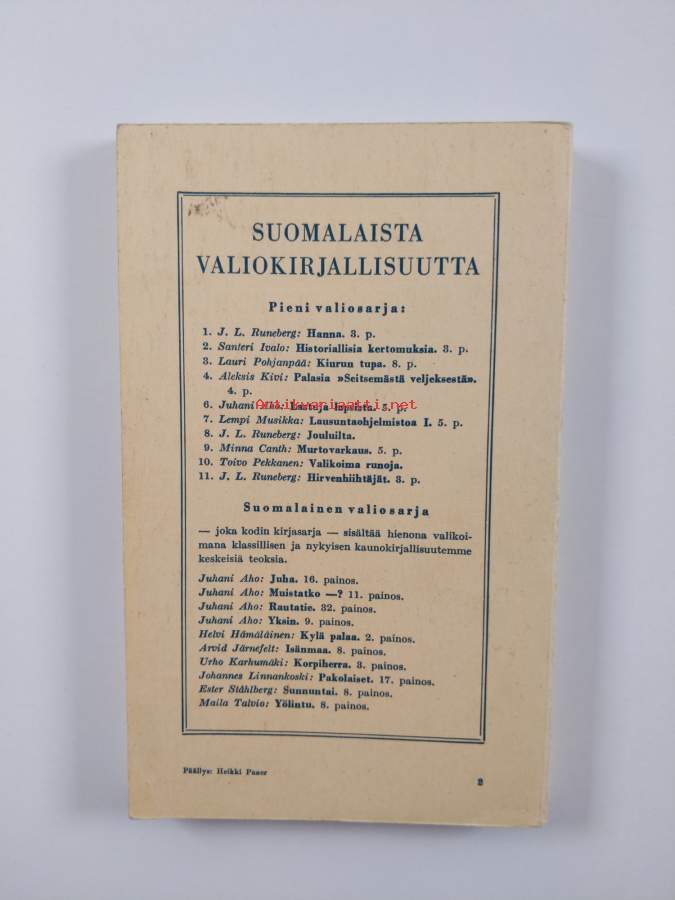 SUOMALAISTA
VALIOKIRJALLISUUTTA
Pieni valiosarja:
1. J. L. Runeberg: Hanna. 3. p.
2. Santeri Ivalo: Historiallisia kertomuksia. 3. p.
3. Lauri Pohjanpää: Kiurun tupa. 8. p.
4. Aleksis Kivi: Palasia »Seitsemästä veljeksestä».
4. p.
Antikvariaatti.net
6. Juhani Aho: Lastuja lapsista. 5. p.
7. Lempi Musikka: Lausuntaohjelmistoa I. 5. p.
8. J. L. Runeberg: Jouluilta.
9. Minna Canth: Murtovarkaus. 5. p.
10. Toivo Pekkanen: Valikoima runoja.
11. J. L. Runeberg: Hirvenhiihtäjät. 3. p.
Suomalainen valiosarja
— joka kodin kirjasarja — sisältää hienona valikoi-
mana klassillisen ja nykyisen kaunokirjallisuutemme
keskeisiä teoksia.
Juhani Aho: Juha. 16. painos.
Juhani Aho: Muistatko —? 11. painos.
Juhani Aho: Rautatie. 32. painos.
Juhani Aho: Yksin. 9. painos.
Helvi Hämäläinen: Kylä palaa. 2. painos.
Arvid Järnefelt: Isänmaa. 8. painos.
Urho Karhumäki: Korpiherra. 3. painos.
Johannes Linnankoski: Pakolaiset. 17. painos.
Ester Ståhlberg: Sunnuntai. 8. painos.
Maila Talvio: Yölintu. 8. painos.
Päällys: Heikki Paaer
2